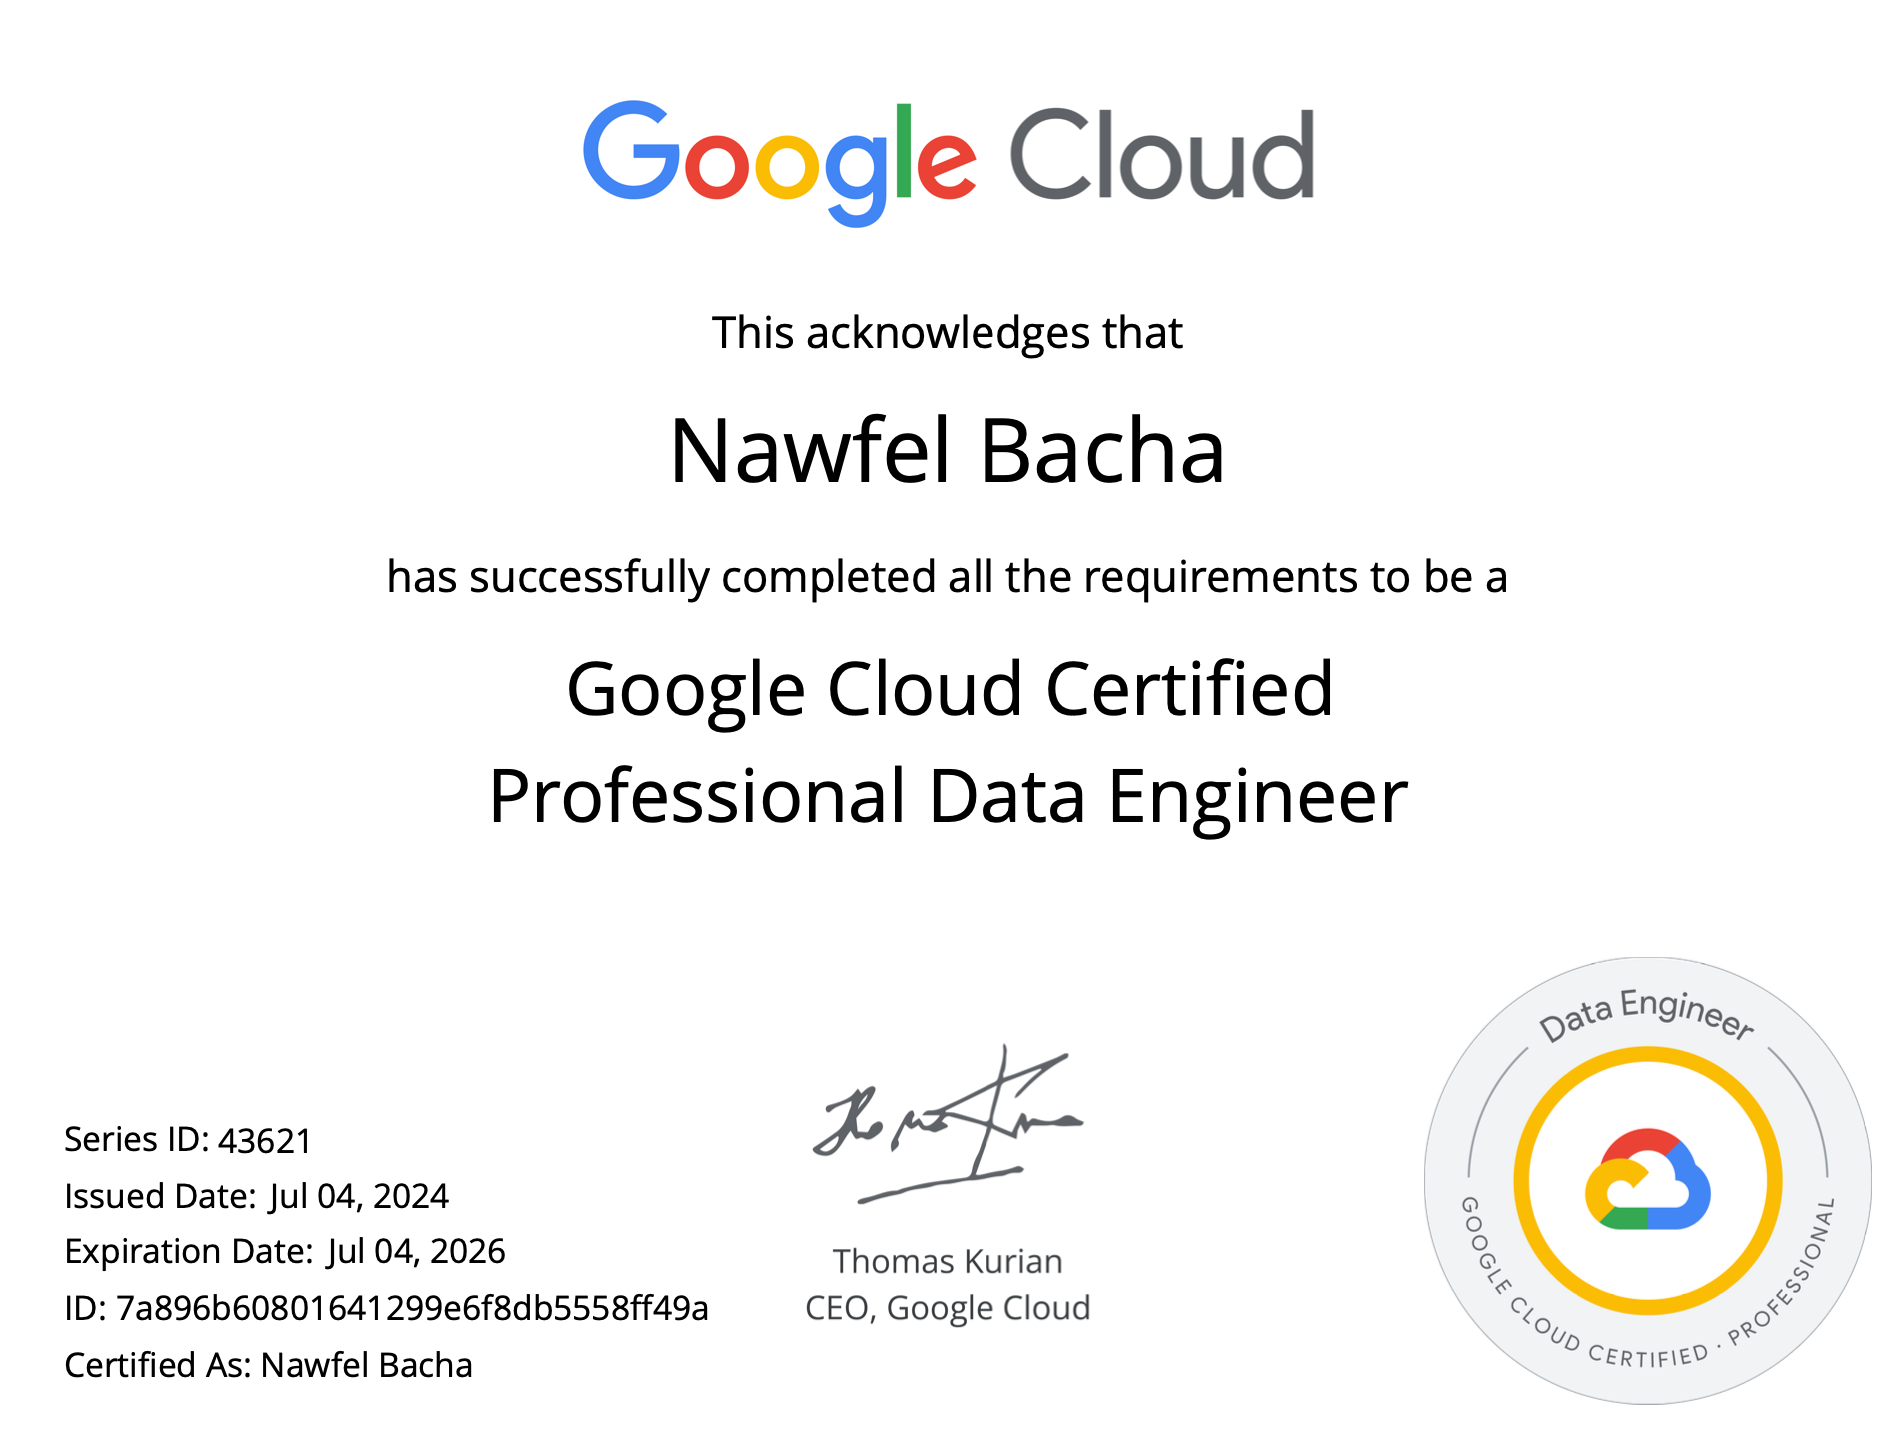 Google Cloud
This acknowledges that
Nawfel Bacha
has successfully completed all the requirements to be a
Google Cloud Certified
Professional Data Engineer
Series ID: 43621
Issued Date: Jul 04, 2024
Expiration Date: Jul 04, 2026
ID: 7a896b60801641299e6f8db5558ff49a
Certified As: Nawfel Bacha
Thomas Kurian
CEO, Google Cloud
Data Engineer
GOOGLE CLOUD CERTIFIED · PROFESSIONAL